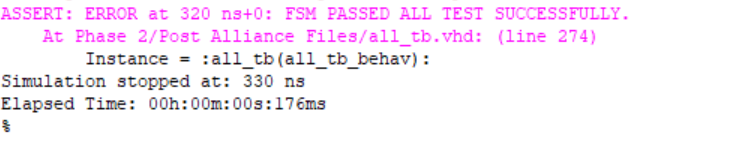 ASSERT: ERROR at 320 ns+0: FSM PASSED ALL TEST SUCCESSFULLY.
At Phase 2/Post Alliance Files/all_tb.vhd: (line 274)
Instance = :all_tb(all_tb_behav):
Simulation stopped at: 330 ns
Elapsed Time: 00h:00m:00s:176ms
%